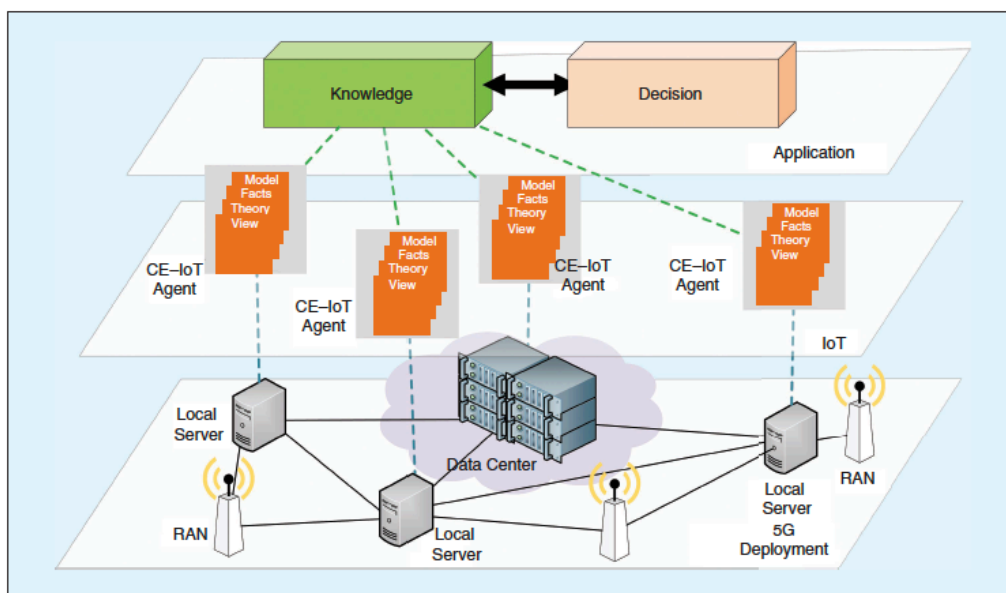 Knowledge
Decision
Application
Model
Facts
Theory
View
CE–IoT
Agent
Model
Facts
Theory
View
CE–IoT
Agent
Model
Facts
Theory
View
CE–IoT
Agent
Model
Facts
Theory
View
CE–IoT
Agent
IoT
Local
Server
Data Center
RAN
Local
Server
Local
Server
RAN
5G
Deployment